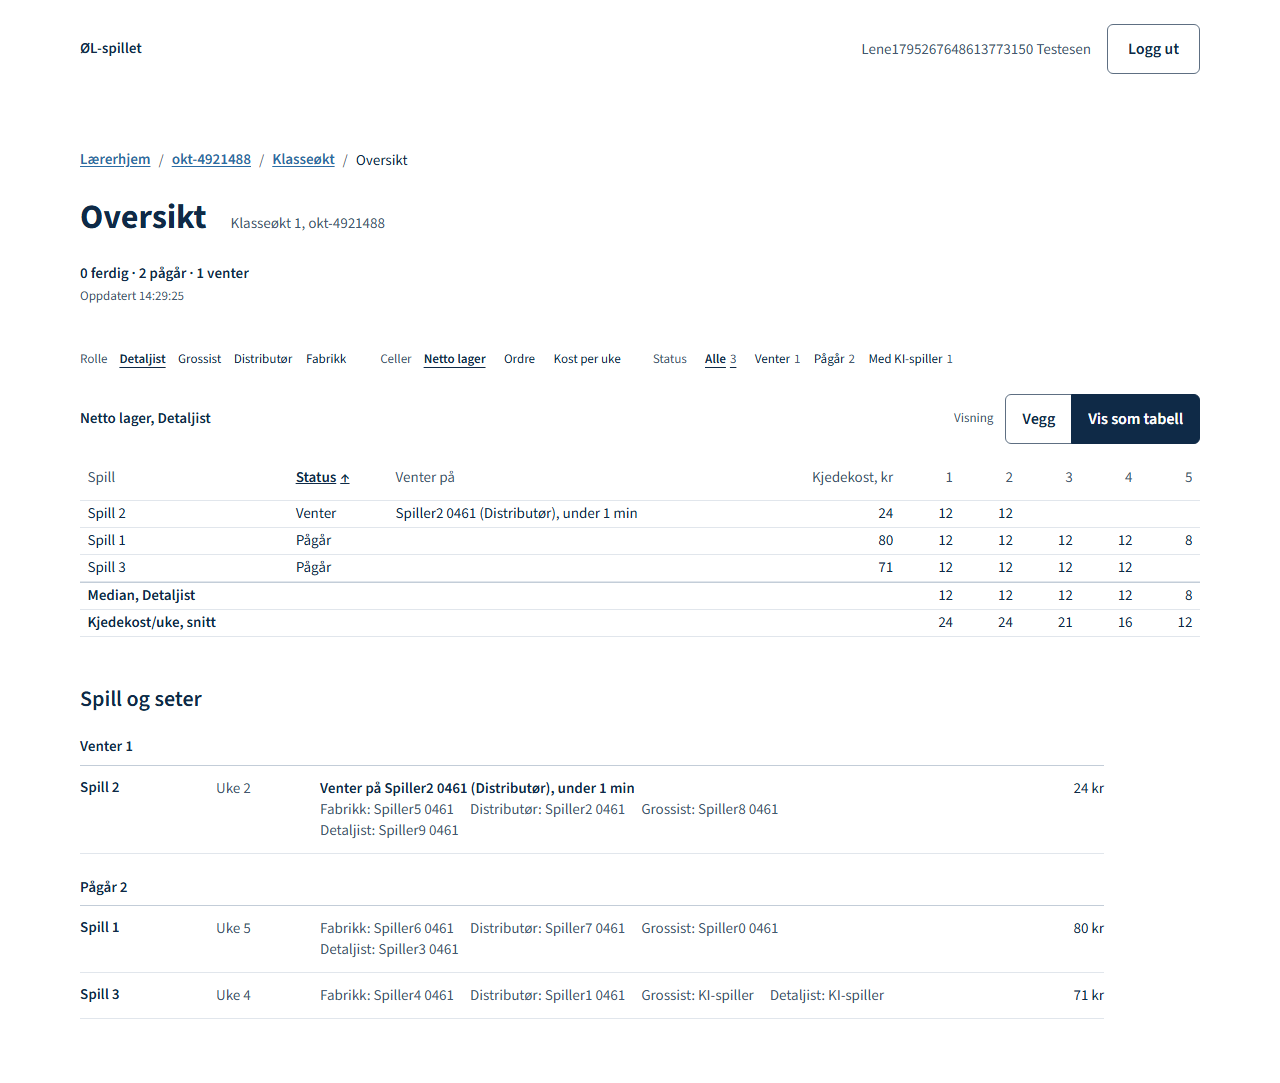 ØL-spillet
Lene1795267648613773150 Testesen
Logg ut
Lærerhjem / okt-4921488 / Klasseøkt / Oversikt
Oversikt Klasseøkt 1, okt-4921488
0 ferdig · 2 pågår · 1 venter
Oppdatert 14:29:25
Rolle Detaljist Grossist Distributør Fabrikk Celler Netto lager Ordre Kost per uke Status Alle 3 Venter 1 Pågår 2 Med KI-spiller 1
Netto lager, Detaljist
Visning Vegg Vis som tabell
Spill Status ↑ Venter på Kjedekost, kr 1 2 3 4 5
Spill 2 Venter Spiller2 0461 (Distributør), under 1 min 24 12 12
Spill 1 Pågår 80 12 12 12 12 8
Spill 3 Pågår 71 12 12 12 12
Median, Detaljist 12 12 12 12 8
Kjedekost/uke, snitt 24 24 21 16 12
Spill og seter
Venter 1
Spill 2 Uke 2 Venter på Spiller2 0461 (Distributør), under 1 min 24 kr
Fabrikk: Spiller5 0461 Distributør: Spiller2 0461 Grossist: Spiller8 0461
Detaljist: Spiller9 0461
Pågår 2
Spill 1 Uke 5 Fabrikk: Spiller6 0461 Distributør: Spiller7 0461 Grossist: Spiller0 0461 80 kr
Detaljist: Spiller3 0461
Spill 3 Uke 4 Fabrikk: Spiller4 0461 Distributør: Spiller1 0461 Grossist: KI-spiller Detaljist: KI-spiller 71 kr